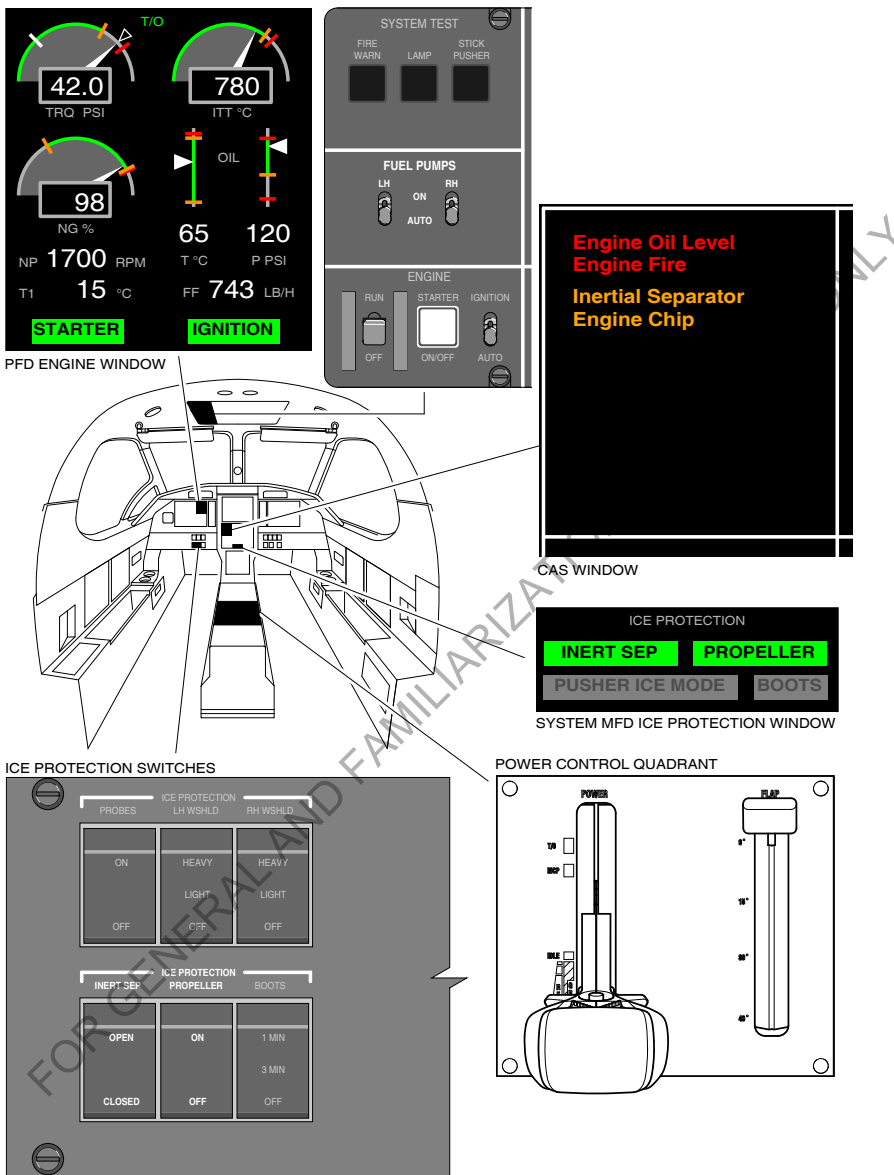 T/O
42.0
TRQ PSI
780
ITT °C
98
NG %
OIL
65
120
T °C
P PSI
NP 1700 RPM
T1 15 °C
FF 743 LB/H
STARTER
IGNITION
PFD ENGINE WINDOW
SYSTEM TEST
FIRE WARN
LAMP
STICK PUSHER
FUEL PUMPS
LH
RH
ON
AUTO
ENGINE
RUN
STARTER
IGNITION
OFF
ON/OFF
AUTO
Engine Oil Level
Engine Fire
Inertial Separator
Engine Chip
CAS WINDOW
ICE PROTECTION
INERT SEP
PROPELLER
PUSHER ICE MODE
BOOTS
SYSTEM MFD ICE PROTECTION WINDOW
ICE PROTECTION SWITCHES
ICE PROTECTION
PROBES
LH WSHLD
RH WSHLD
ON
HEAVY
HEAVY
LIGHT
LIGHT
OFF
OFF
OFF
ICE PROTECTION
INERT SEP
PROPELLER
BOOTS
OPEN
ON
1 MIN
3 MIN
CLOSED
OFF
OFF
POWER CONTROL QUADRANT
POWER
FLAP
T/O
MCP
IDLE
0°
15°
30°
40°
FOR GENERAL AND FAMILIARIZATI
ONLY